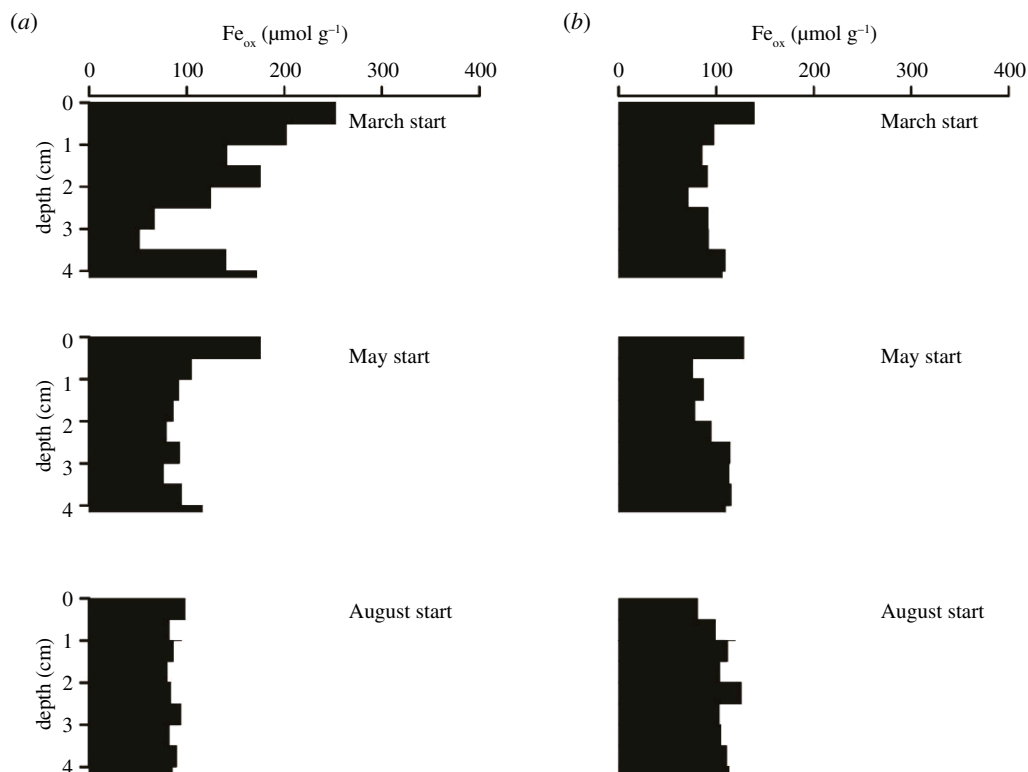 (a)
Fe_ox (µmol g⁻¹)
0 100 200 300 400
0
1
2
3
4
depth (cm)
March start
0
1
2
3
4
depth (cm)
May start
0
1
2
3
4
depth (cm)
August start
(b)
Fe_ox (µmol g⁻¹)
0 100 200 300 400
March start
May start
August start